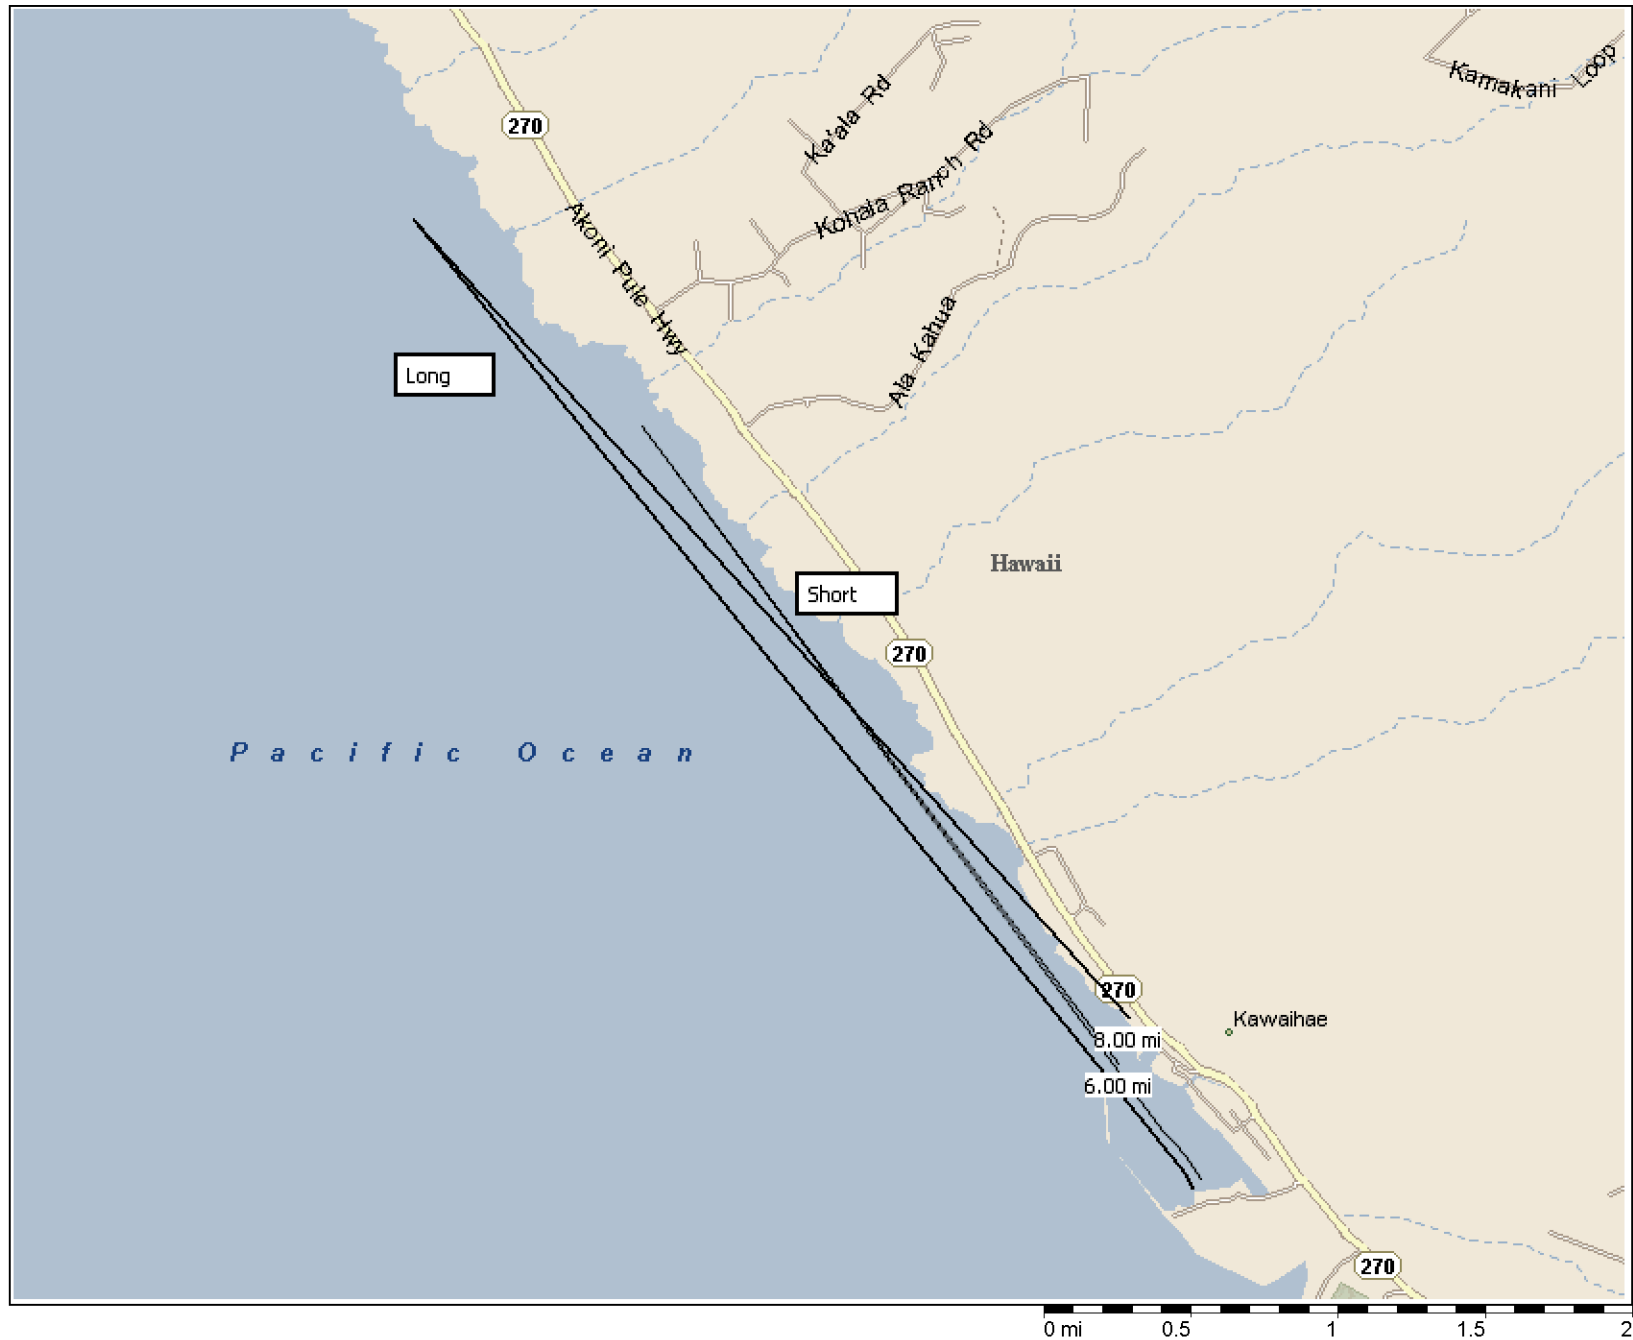 Kamakani Loop
Ka'ala Rd
270
Kohala Ranch Rd
Akoni Pule Hwy
Ala Kahua
Long
Hawaii
Short
270
Pacific Ocean
270
Kawaihae
8.00 mi
6.00 mi
270
0 mi 0.5 1 1.5 2